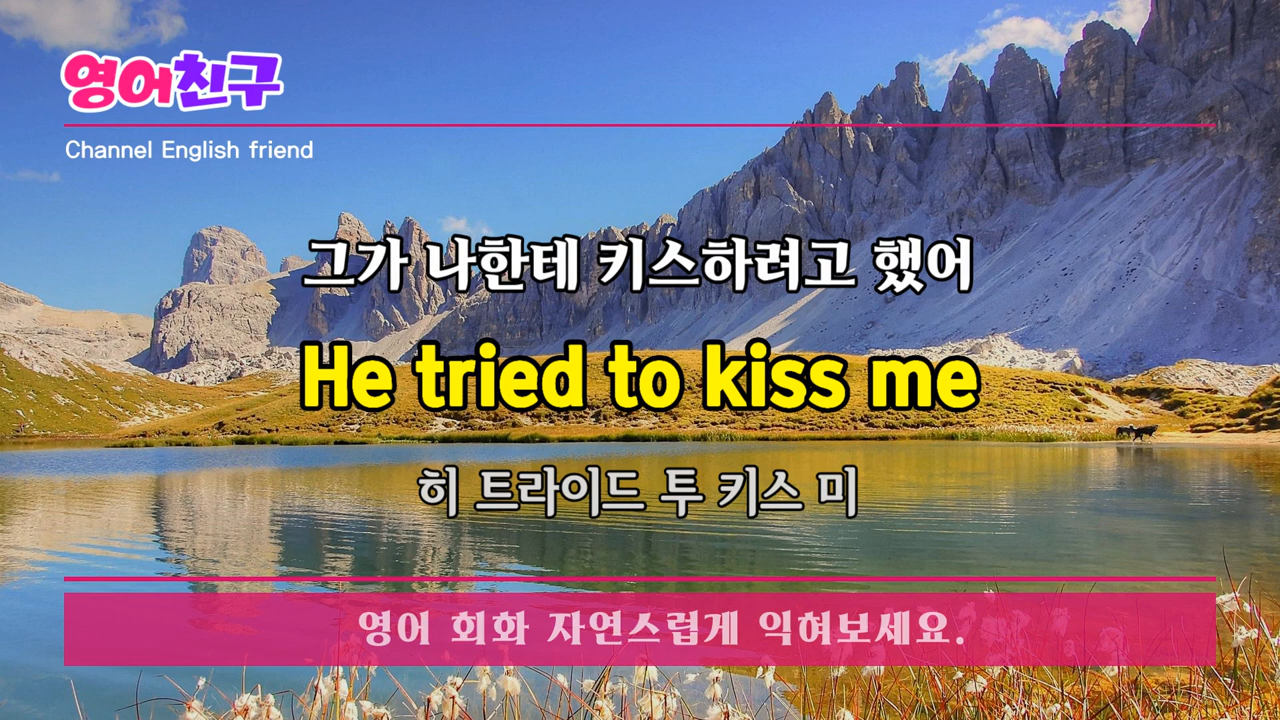 영어친구
Channel English friend
그가 나한테 키스하려고 했어
He tried to kiss me
히 트라이드 투 키스 미
영어 회화 자연스럽게 익혀보세요.